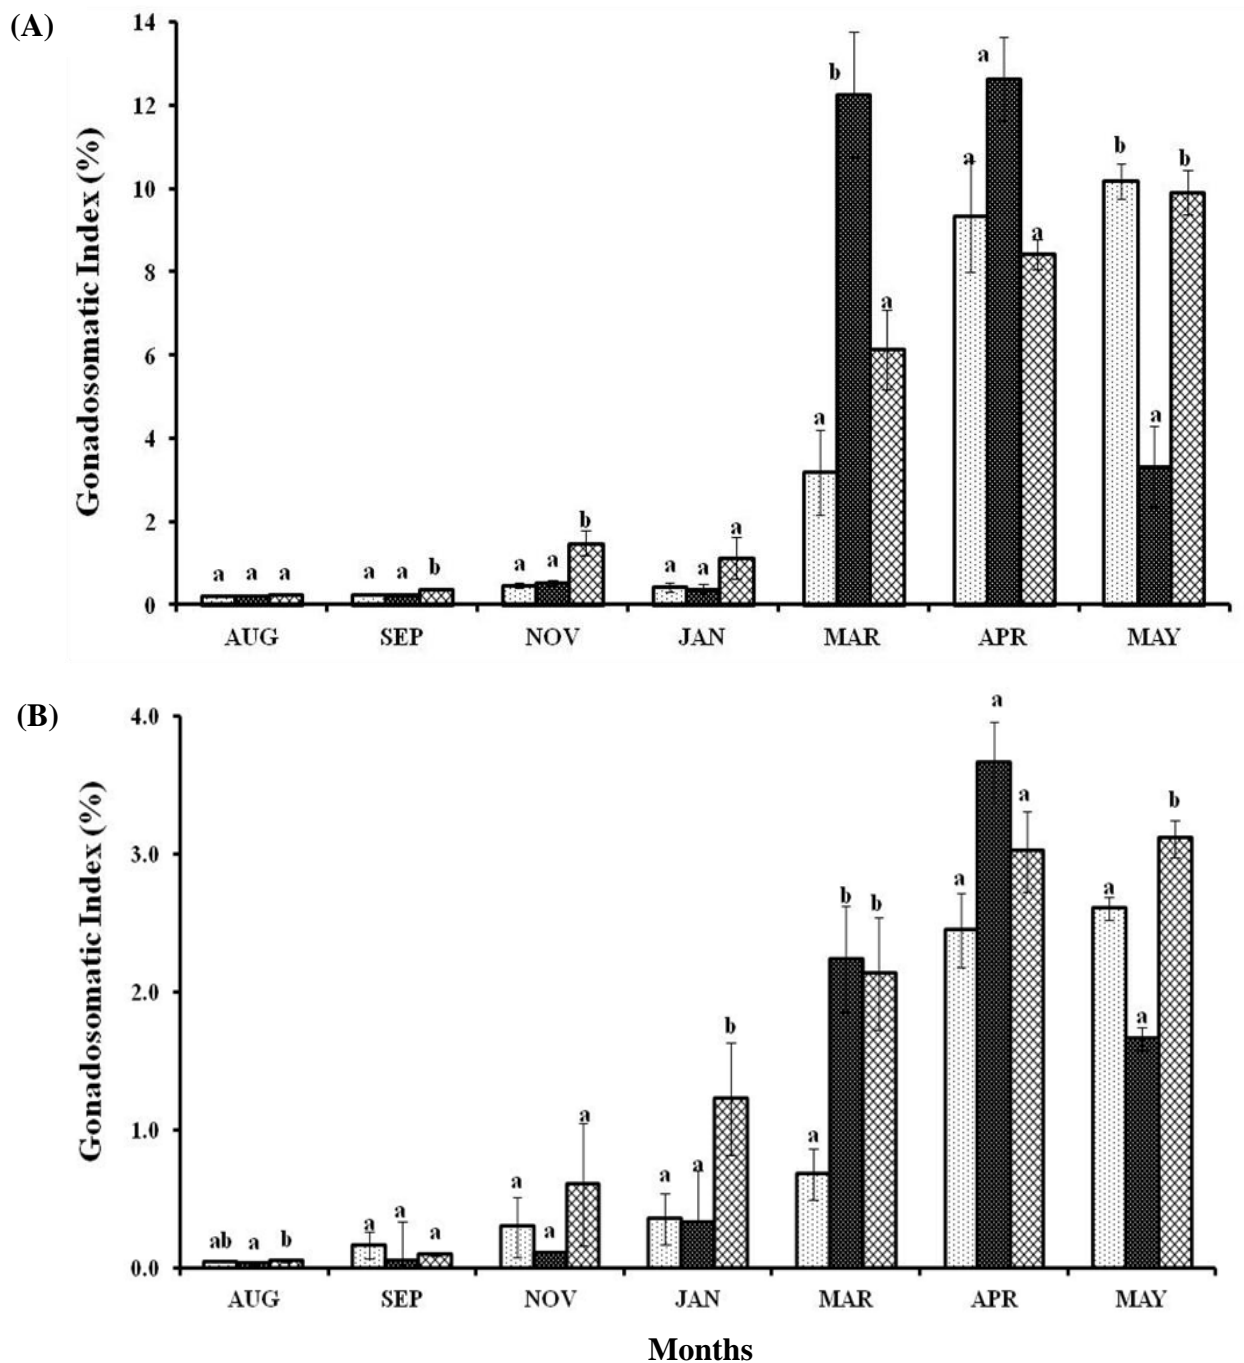 (A)
Gonadosomatic Index (%)
14
12
10
8
6
4
2
0
a a a
a a b
a a b
a a a
a b a
a a a
b a b
AUG SEP NOV JAN MAR APR MAY
(B)
Gonadosomatic Index (%)
4.0
3.0
2.0
1.0
0.0
ab a b
a a a
a a a
a a b
a b b
a a a
a a b
AUG SEP NOV JAN MAR APR MAY
Months